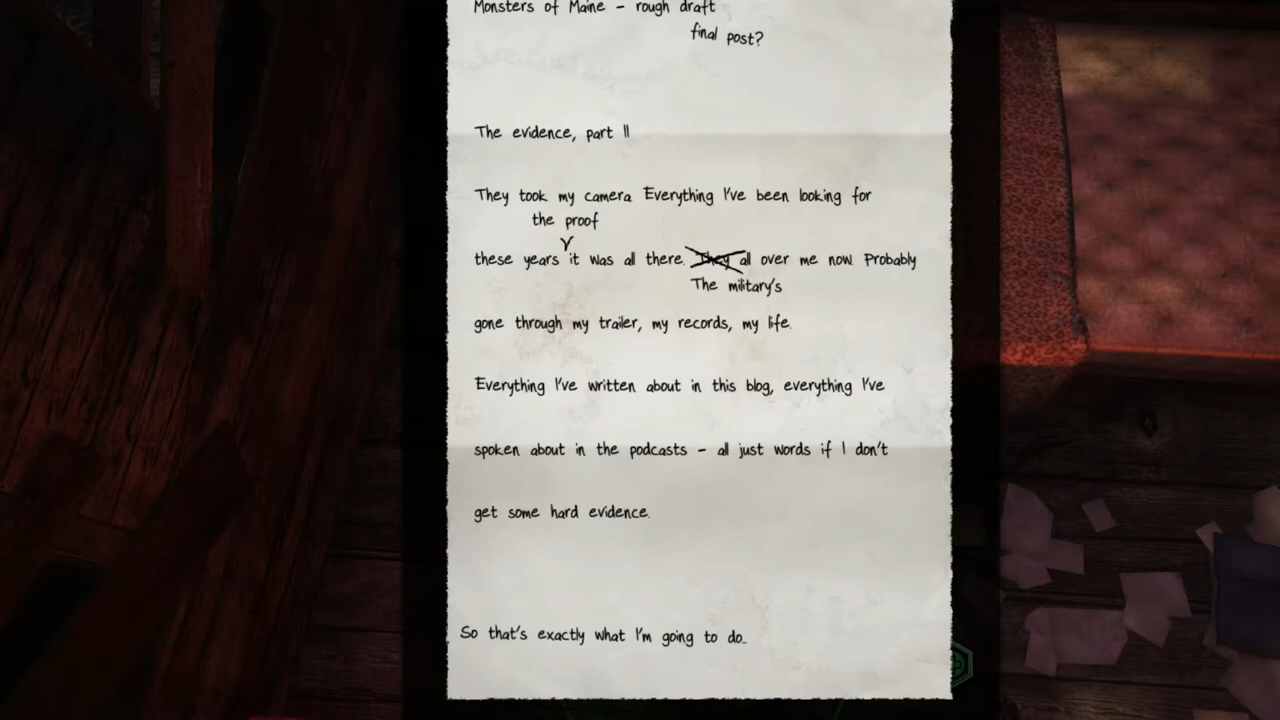 Monsters of Maine - rough draft
final post?
The evidence, part II
They took my camera Everything I've been looking for
the proof
these years it was all there. They all over me now. Probably
The military's
gone through my trailer, my records, my life.
Everything I've written about in this blog, everything I've
spoken about in the podcasts - all just words if I don't
get some hard evidence.
So that's exactly what I'm going to do.